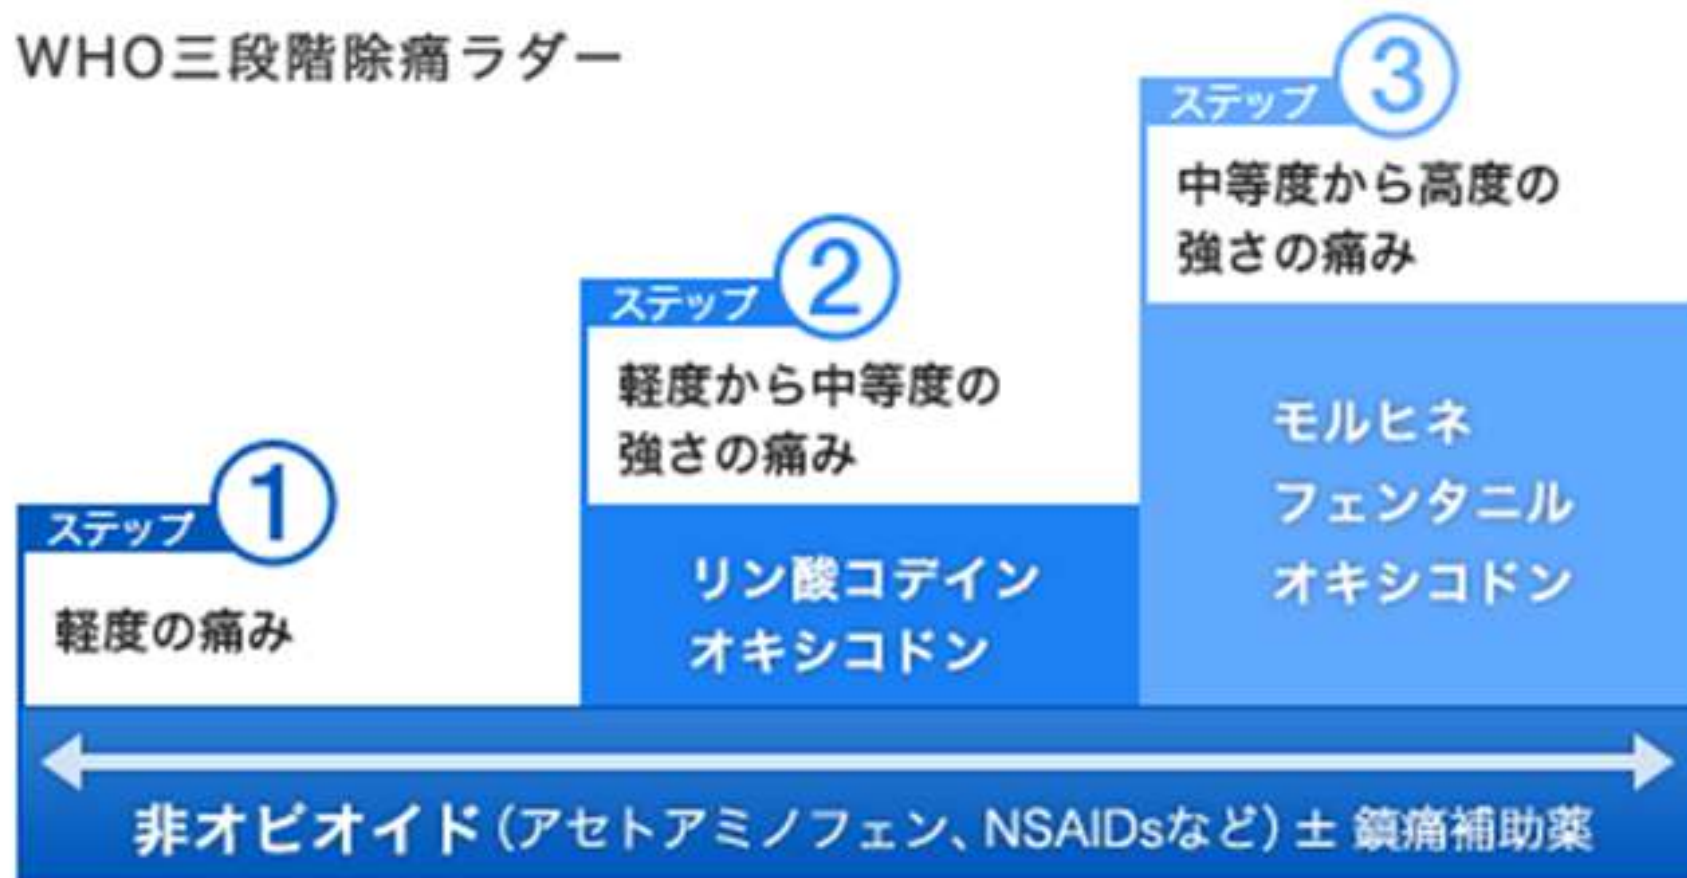 WHO三段階除痛ラダー
ステップ ①
軽度の痛み
ステップ ②
軽度から中等度の
強さの痛み
リン酸コデイン
オキシコドン
ステップ ③
中等度から高度の
強さの痛み
モルヒネ
フェンタニル
オキシコドン
非オピオイド（アセトアミノフェン、NSAIDsなど）± 鎮痛補助薬